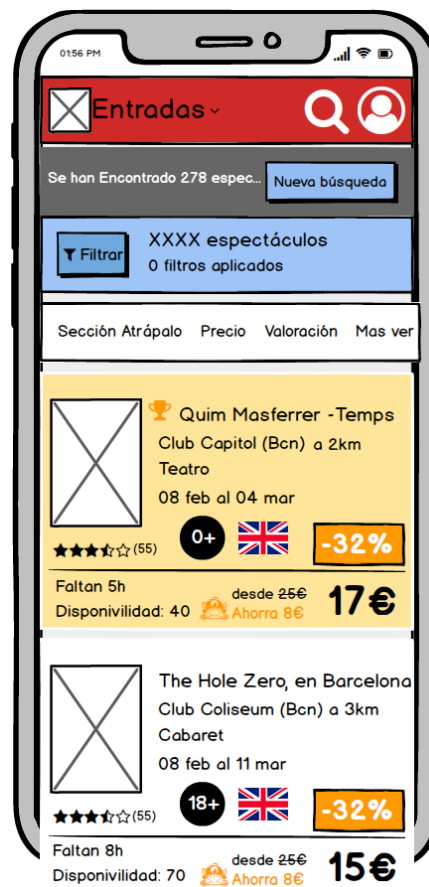 01:56 PM
Entradas
Se han Encontrado 278 espec...
Nueva búsqueda
Filtrar
XXXX espectáculos
0 filtros aplicados
Sección Atrápalo Precio Valoración Mas ver
Quim Masferrer -Temps
Club Capitol (Bcn) a 2km
Teatro
08 feb al 04 mar
(55)
0+
-32%
Faltan 5h
Disponivilidad: 40
desde 25€
Ahorra 8€
17€
The Hole Zero, en Barcelona
Club Coliseum (Bcn) a 3km
Cabaret
08 feb al 11 mar
(55)
18+
-32%
Faltan 8h
Disponivilidad: 70
desde 25€
Ahorra 8€
15€